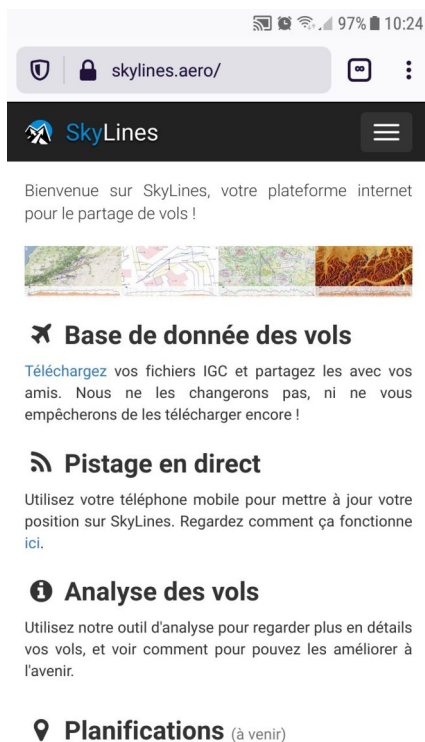 97% 10:24
skylines.aero/
∞
SkyLines
Bienvenue sur SkyLines, votre plateforme internet
pour le partage de vols !
Base de donnée des vols
Téléchargez vos fichiers IGC et partagez les avec vos
amis. Nous ne les changerons pas, ni ne vous
empêcherons de les télécharger encore !
Pistage en direct
Utilisez votre téléphone mobile pour mettre à jour votre
position sur SkyLines. Regardez comment ça fonctionne
ici.
Analyse des vols
Utilisez notre outil d'analyse pour regarder plus en détails
vos vols, et voir comment pour pouvez les améliorer à
l'avenir.
Planifications (à venir)